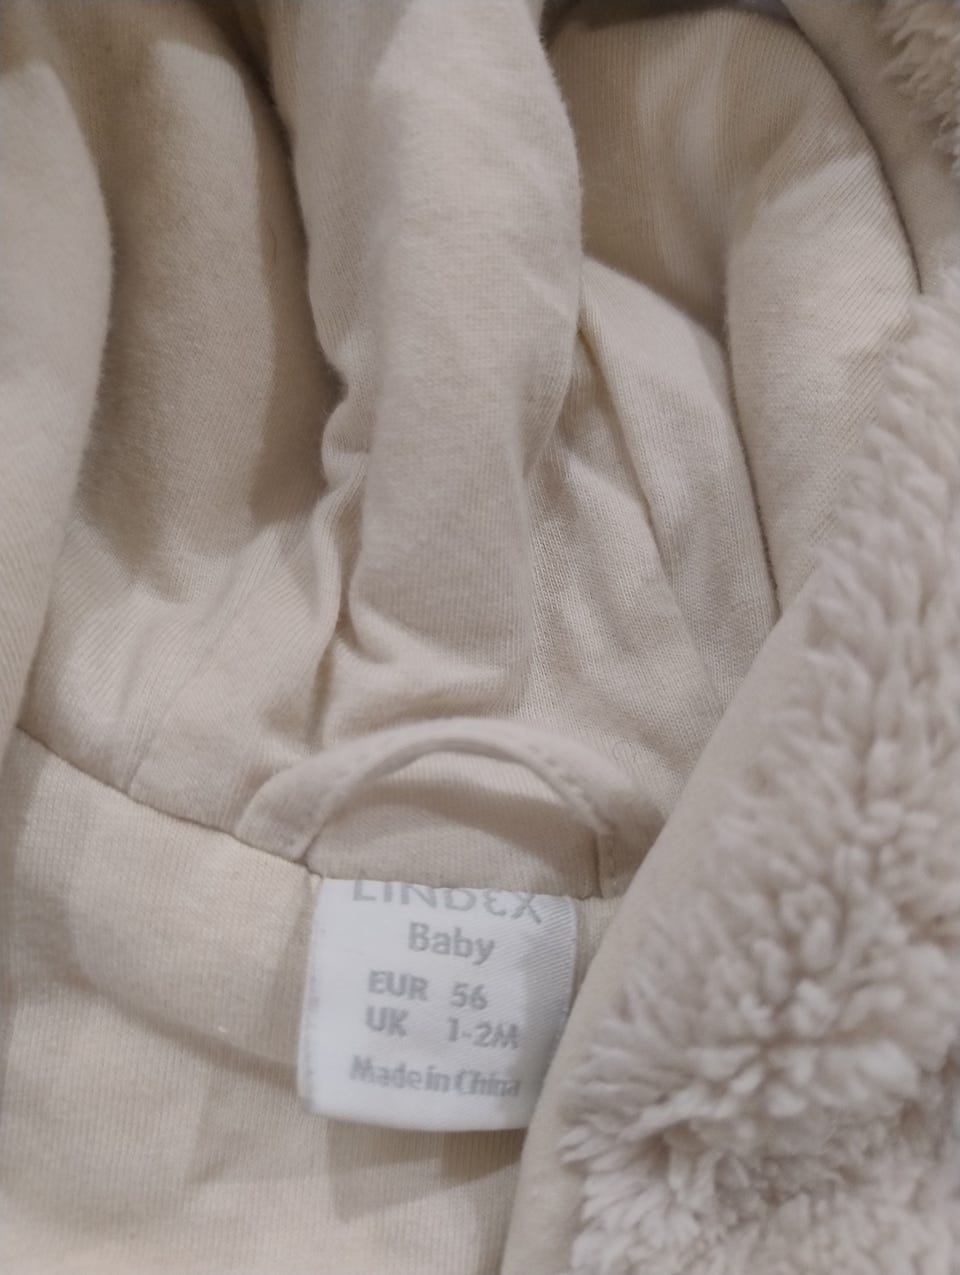 LINDEX
Baby
EUR 56
UK 1-2M
Made in China